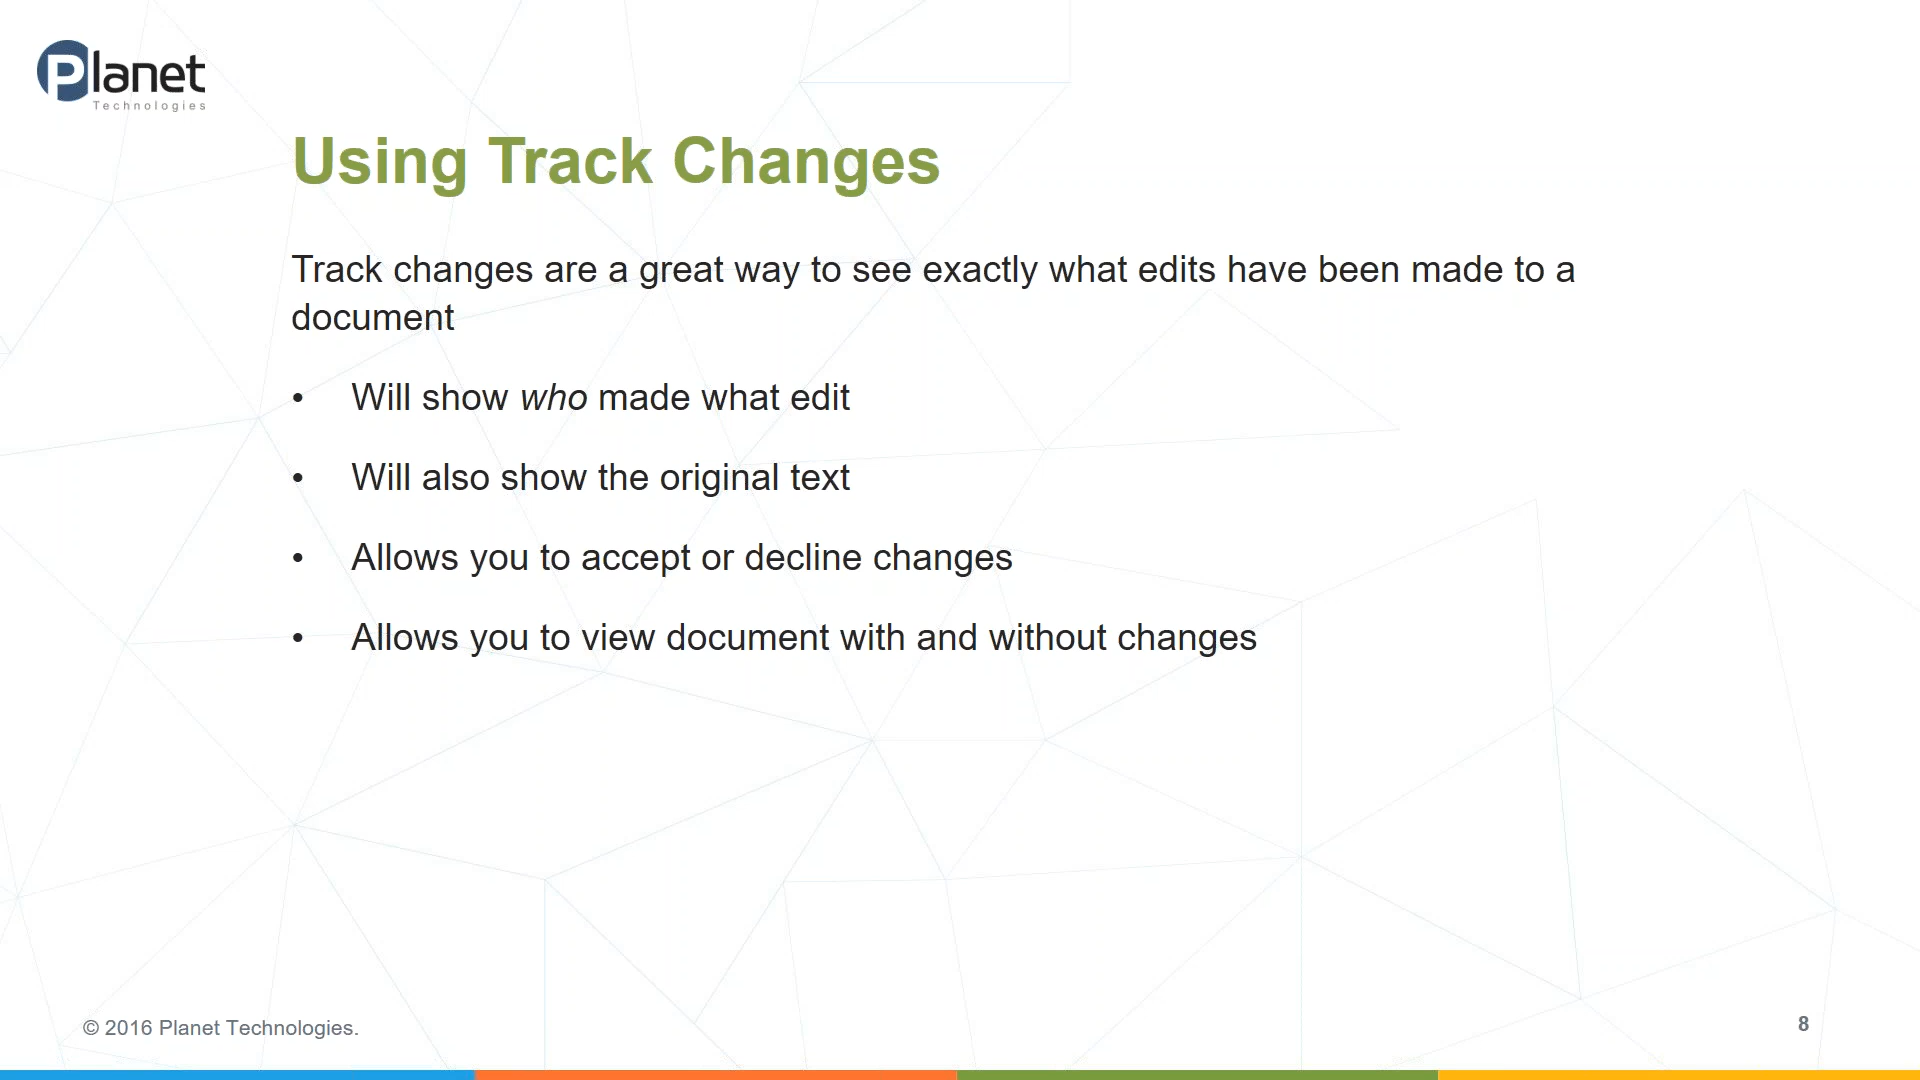 Planet
Technologies
Using Track Changes
Track changes are a great way to see exactly what edits have been made to a
document
• Will show who made what edit
• Will also show the original text
• Allows you to accept or decline changes
• Allows you to view document with and without changes
© 2016 Planet Technologies.
8